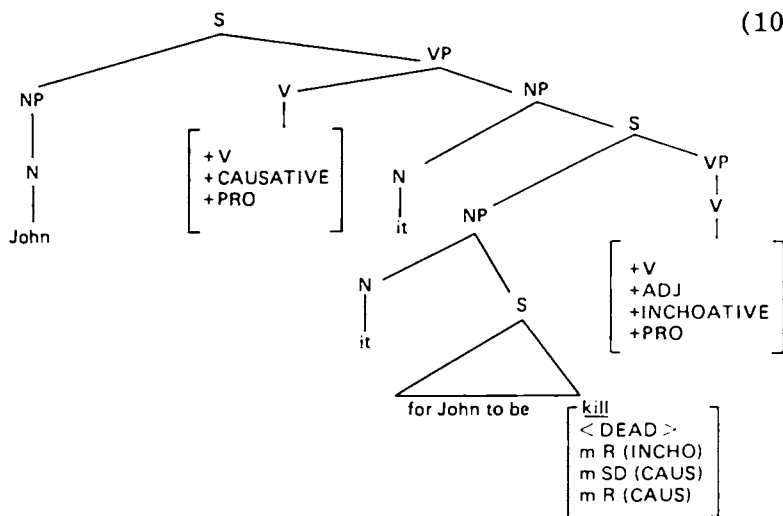 S (10
VP
NP V NP
S
+V
+CAUSATIVE
+PRO
N N VP
NP V
John it
+V
+ADJ
+INCHOATIVE
+PRO
N S
it
for John to be kill
<DEAD>
m R (INCHO)
m SD (CAUS)
m R (CAUS)